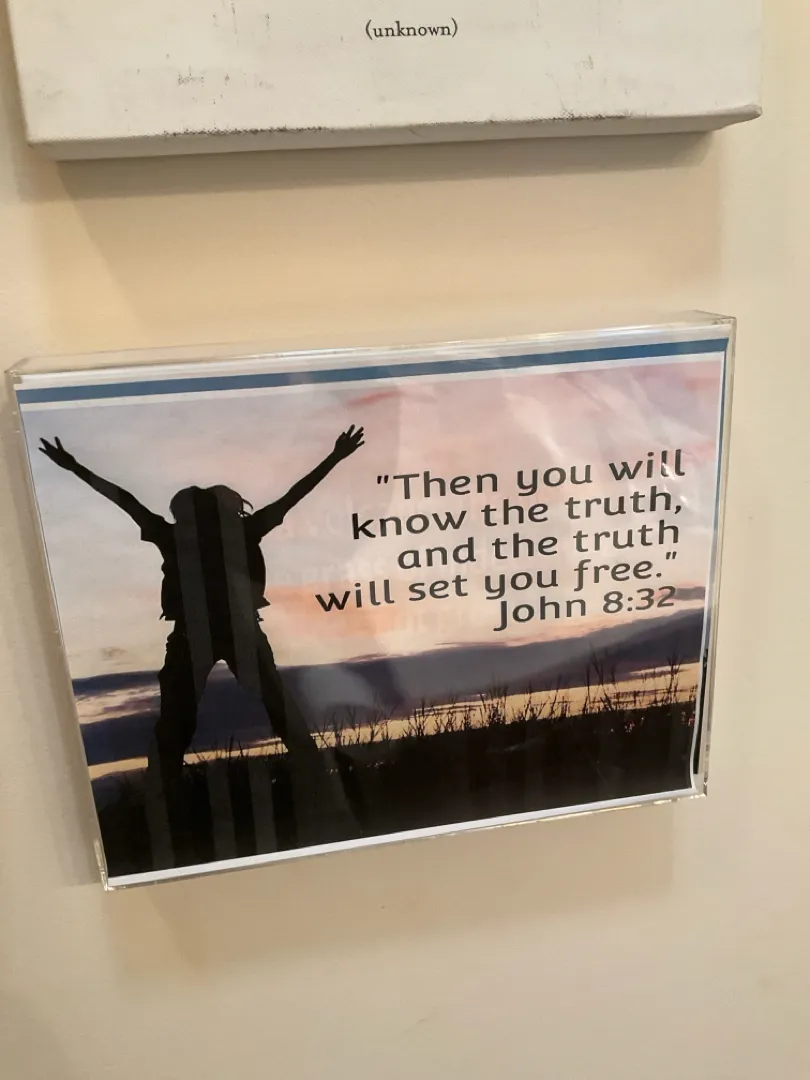 (unknown)
"Then you will
know the truth,
and the truth
will set you free."
John 8:32